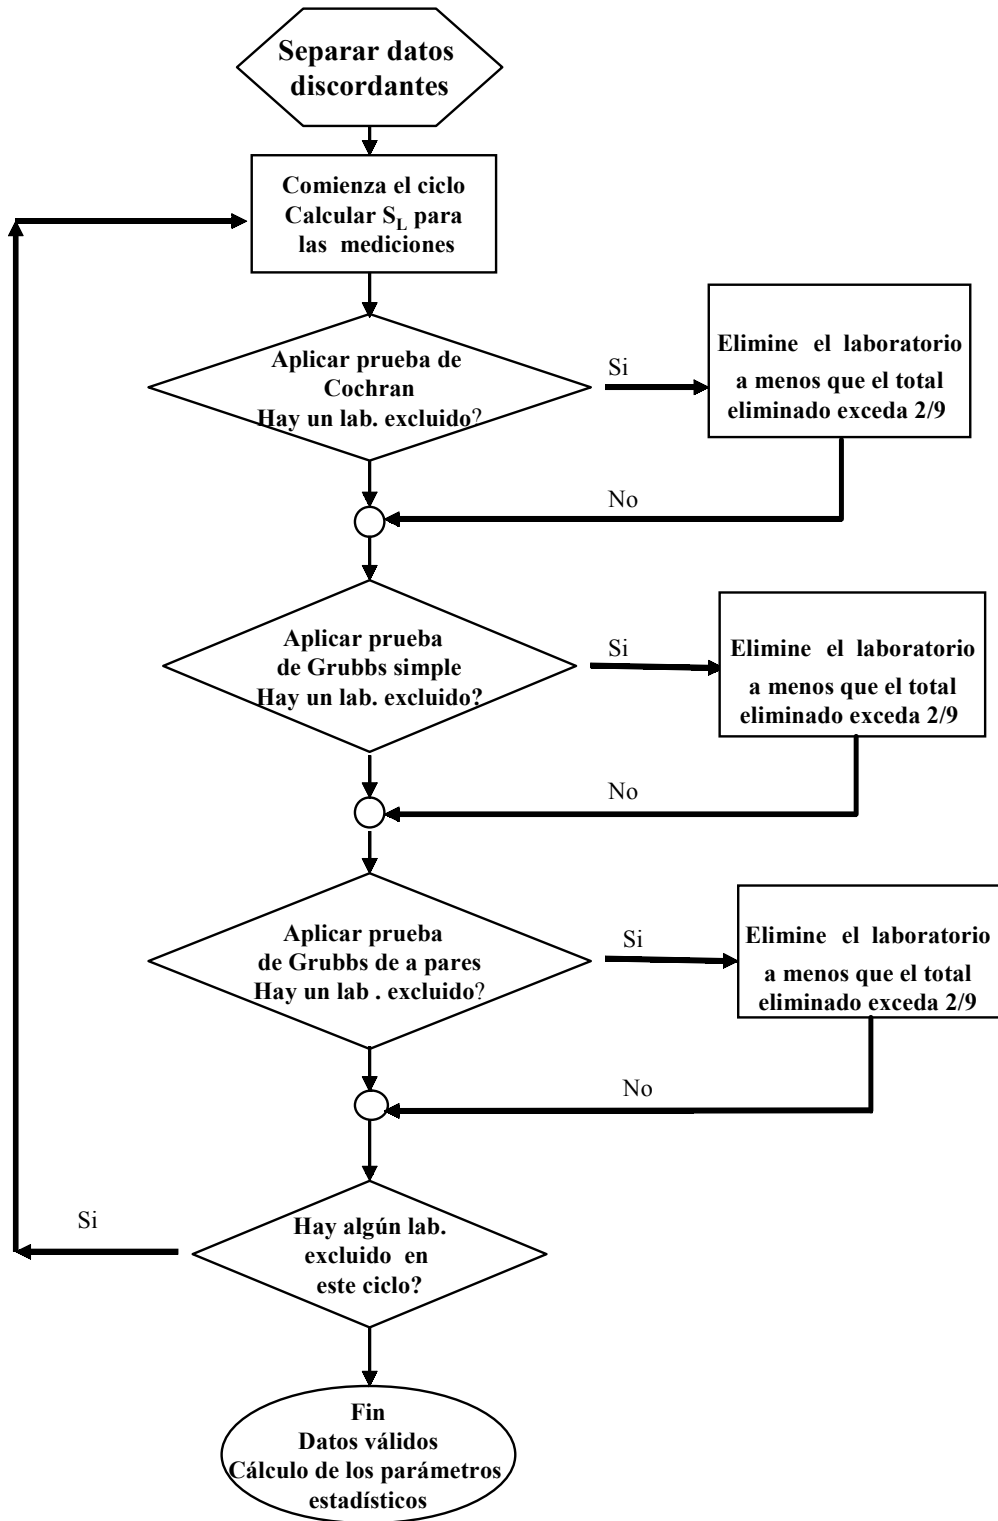 Separar datos
discordantes
Comienza el ciclo
Calcular S_L para
las mediciones
Aplicar prueba de
Cochran
Hay un lab. excluido?
Si
Elimine el laboratorio
a menos que el total
eliminado exceda 2/9
No
Aplicar prueba
de Grubbs simple
Hay un lab. excluido?
Si
Elimine el laboratorio
a menos que el total
eliminado exceda 2/9
No
Aplicar prueba
de Grubbs de a pares
Hay un lab . excluido?
Si
Elimine el laboratorio
a menos que el total
eliminado exceda 2/9
No
Hay algún lab.
excluido en
este ciclo?
Si
Fin
Datos válidos
Cálculo de los parámetros
estadísticos